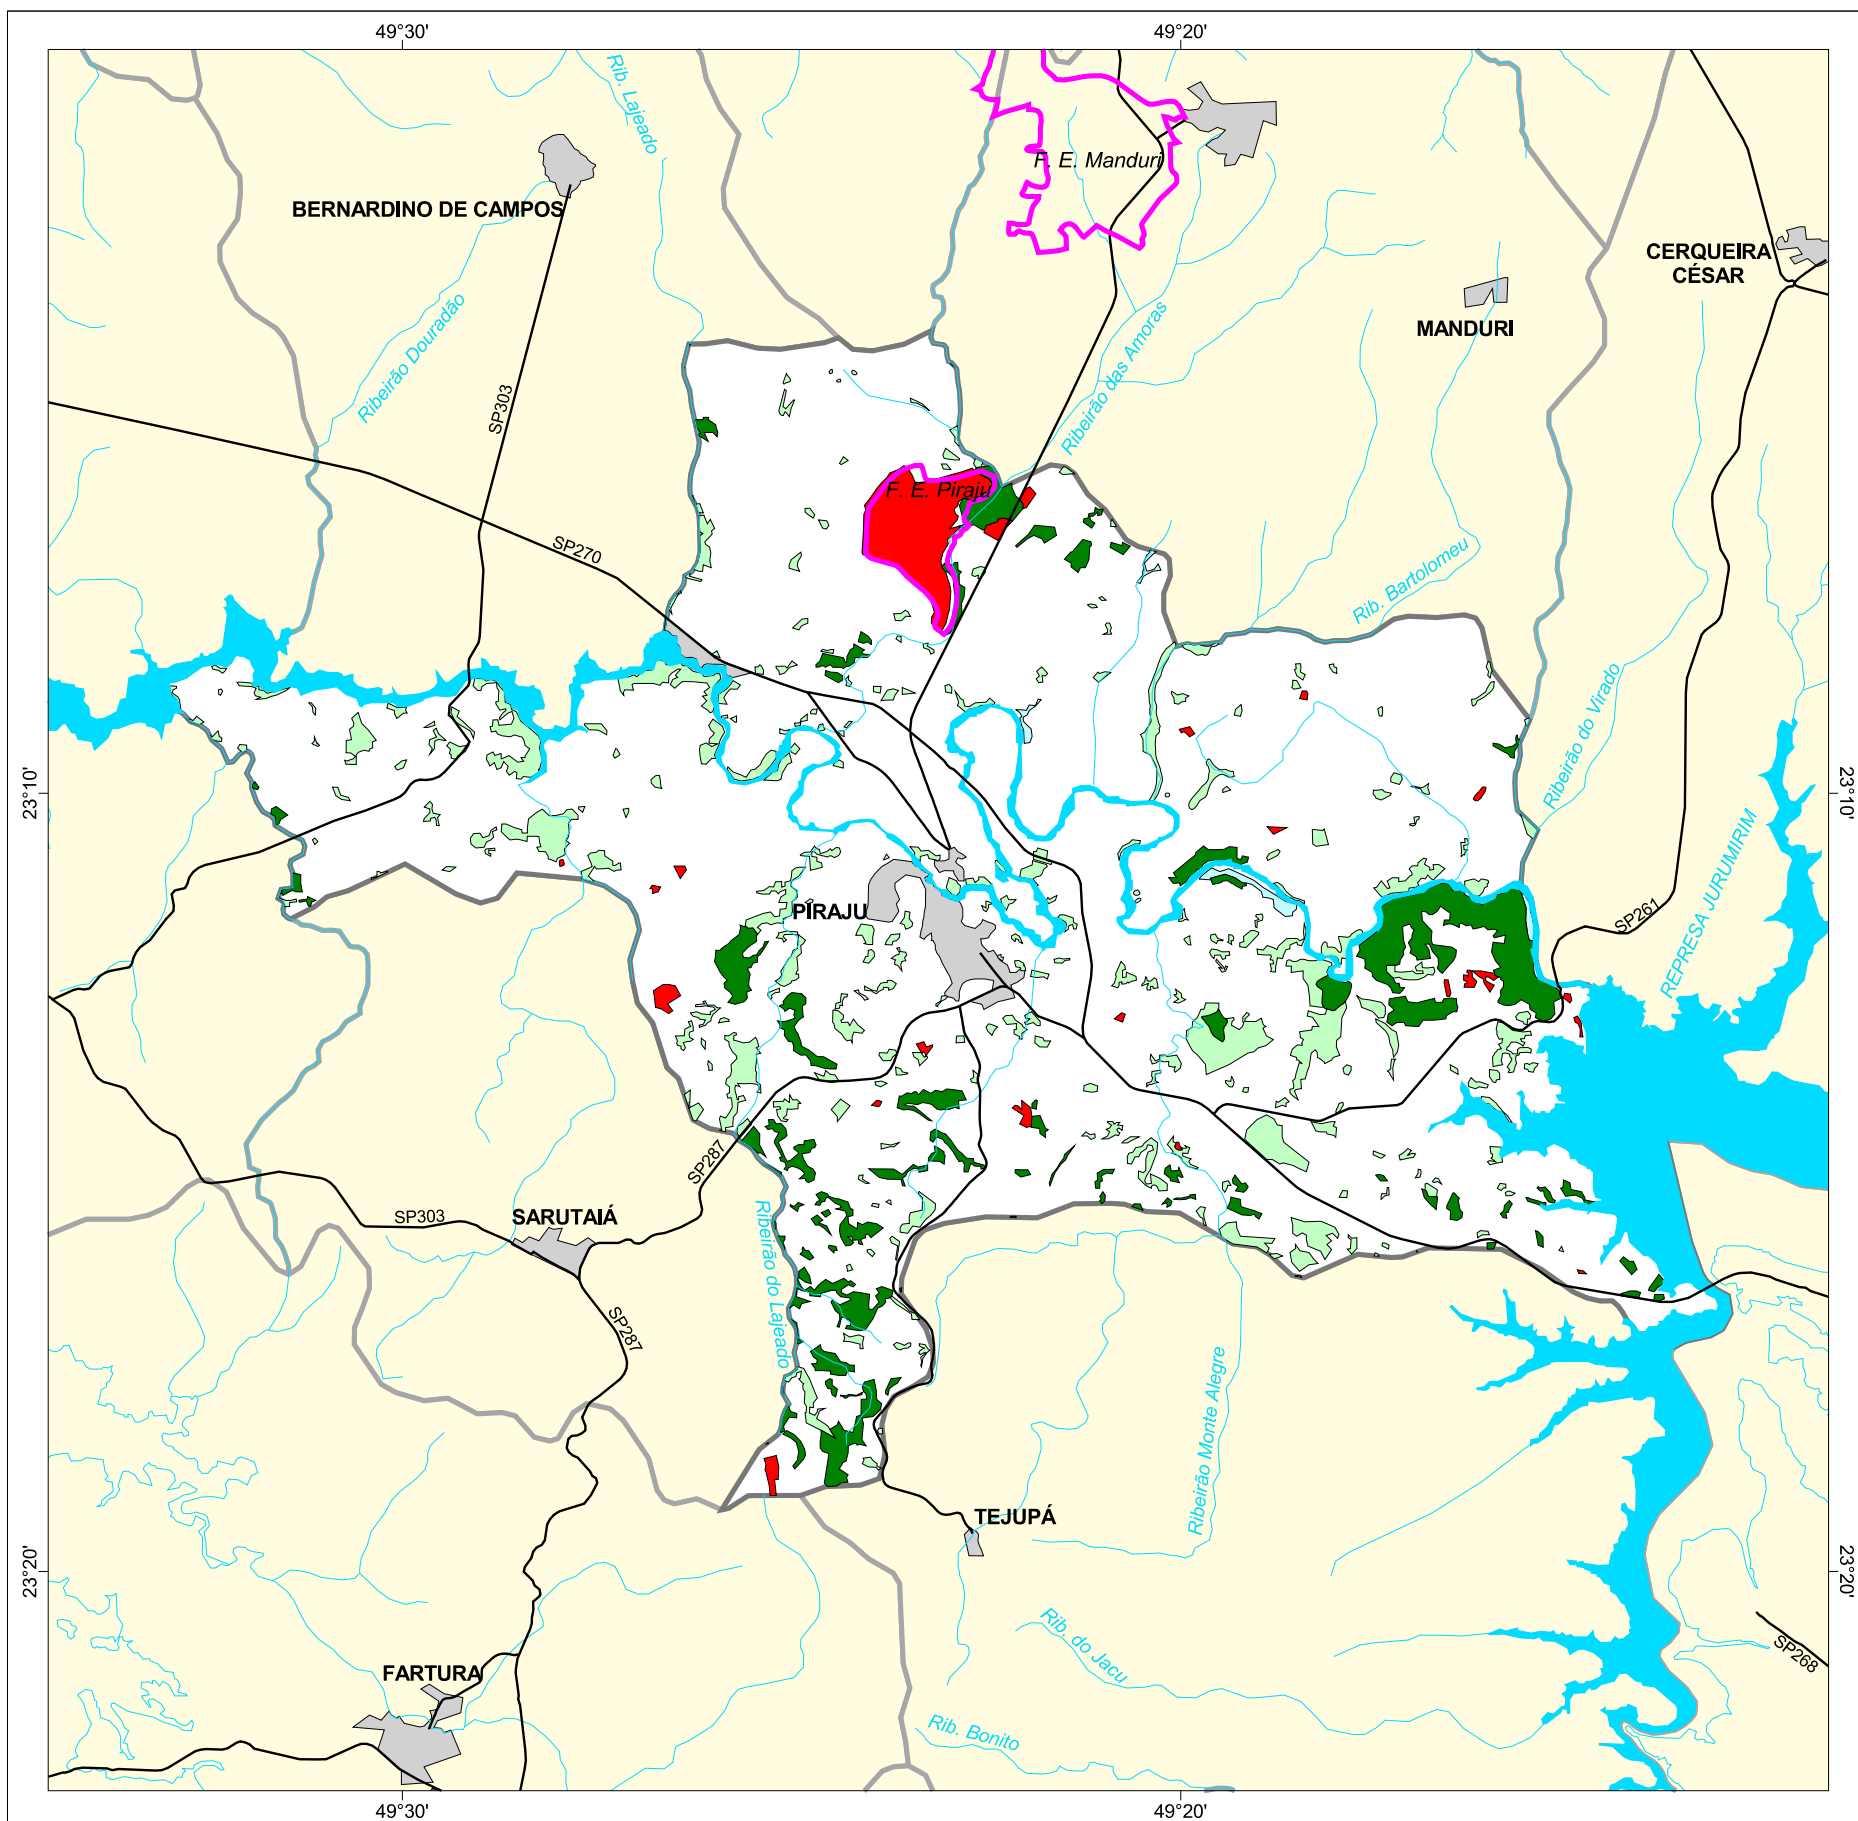 49°30'
49°20'
Rib. Lajeado
F. E. Manduri
BERNARDINO DE CAMPOS
CERQUEIRA
CÉSAR
MANDURI
Ribeirão Douradão
SP303
Ribeirão das Amoras
F. E. Piraju
SP270
Rib. Bartolomeu
Ribeirão do Virado
23°10'
23°10'
REPRESA JURUMIRIM
PIRAJU
SP261
SP287
SP303
SARUTAIÁ
Ribeirão do Lajeado
SP287
Ribeirão Monte Alegre
TEJUPÁ
23°20'
23°20'
Rib. do Jacu
SP268
FARTURA
Rib. Bonito
49°30'
49°20'